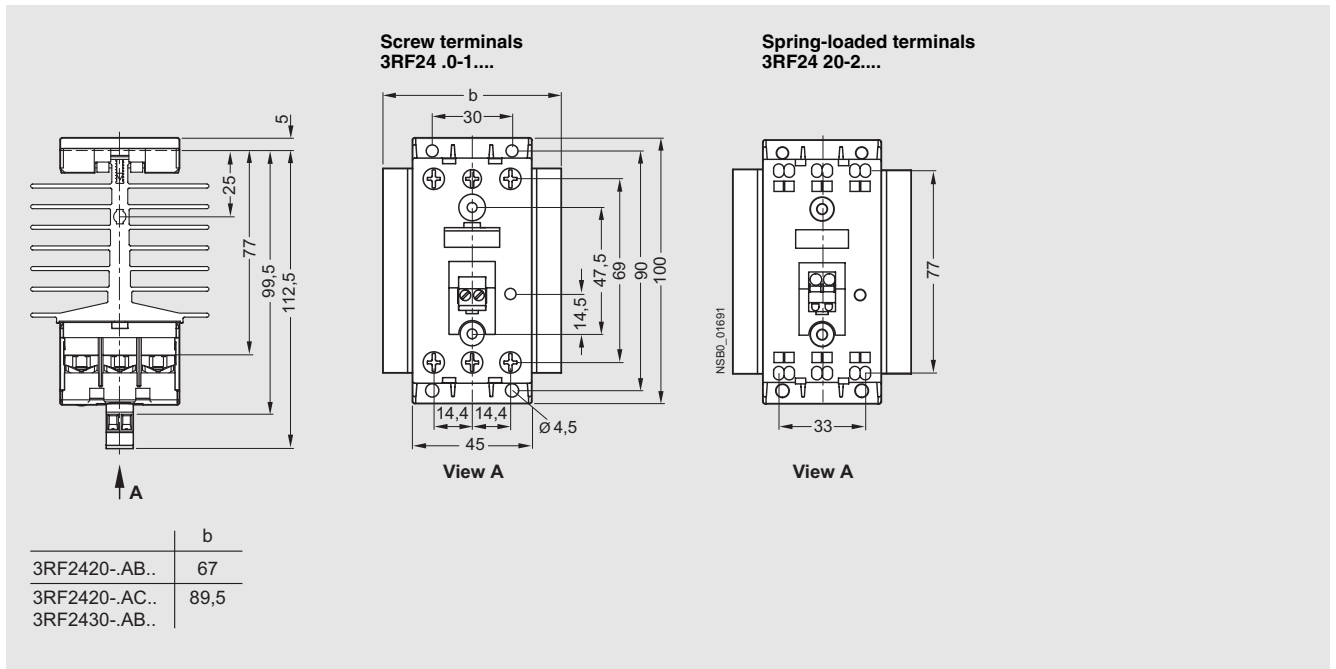 Screw terminals
3RF24 .0-1....
Spring-loaded terminals
3RF24 20-2....
5
25
77
99,5
112,5
A
b
30
47,5
14,5
69
90
100
14,4
14,4
Ø 4,5
45
View A
NSB0_01691
77
33
View A
b
3RF2420-.AB.. 67
3RF2420-.AC.. 89,5
3RF2430-.AB..